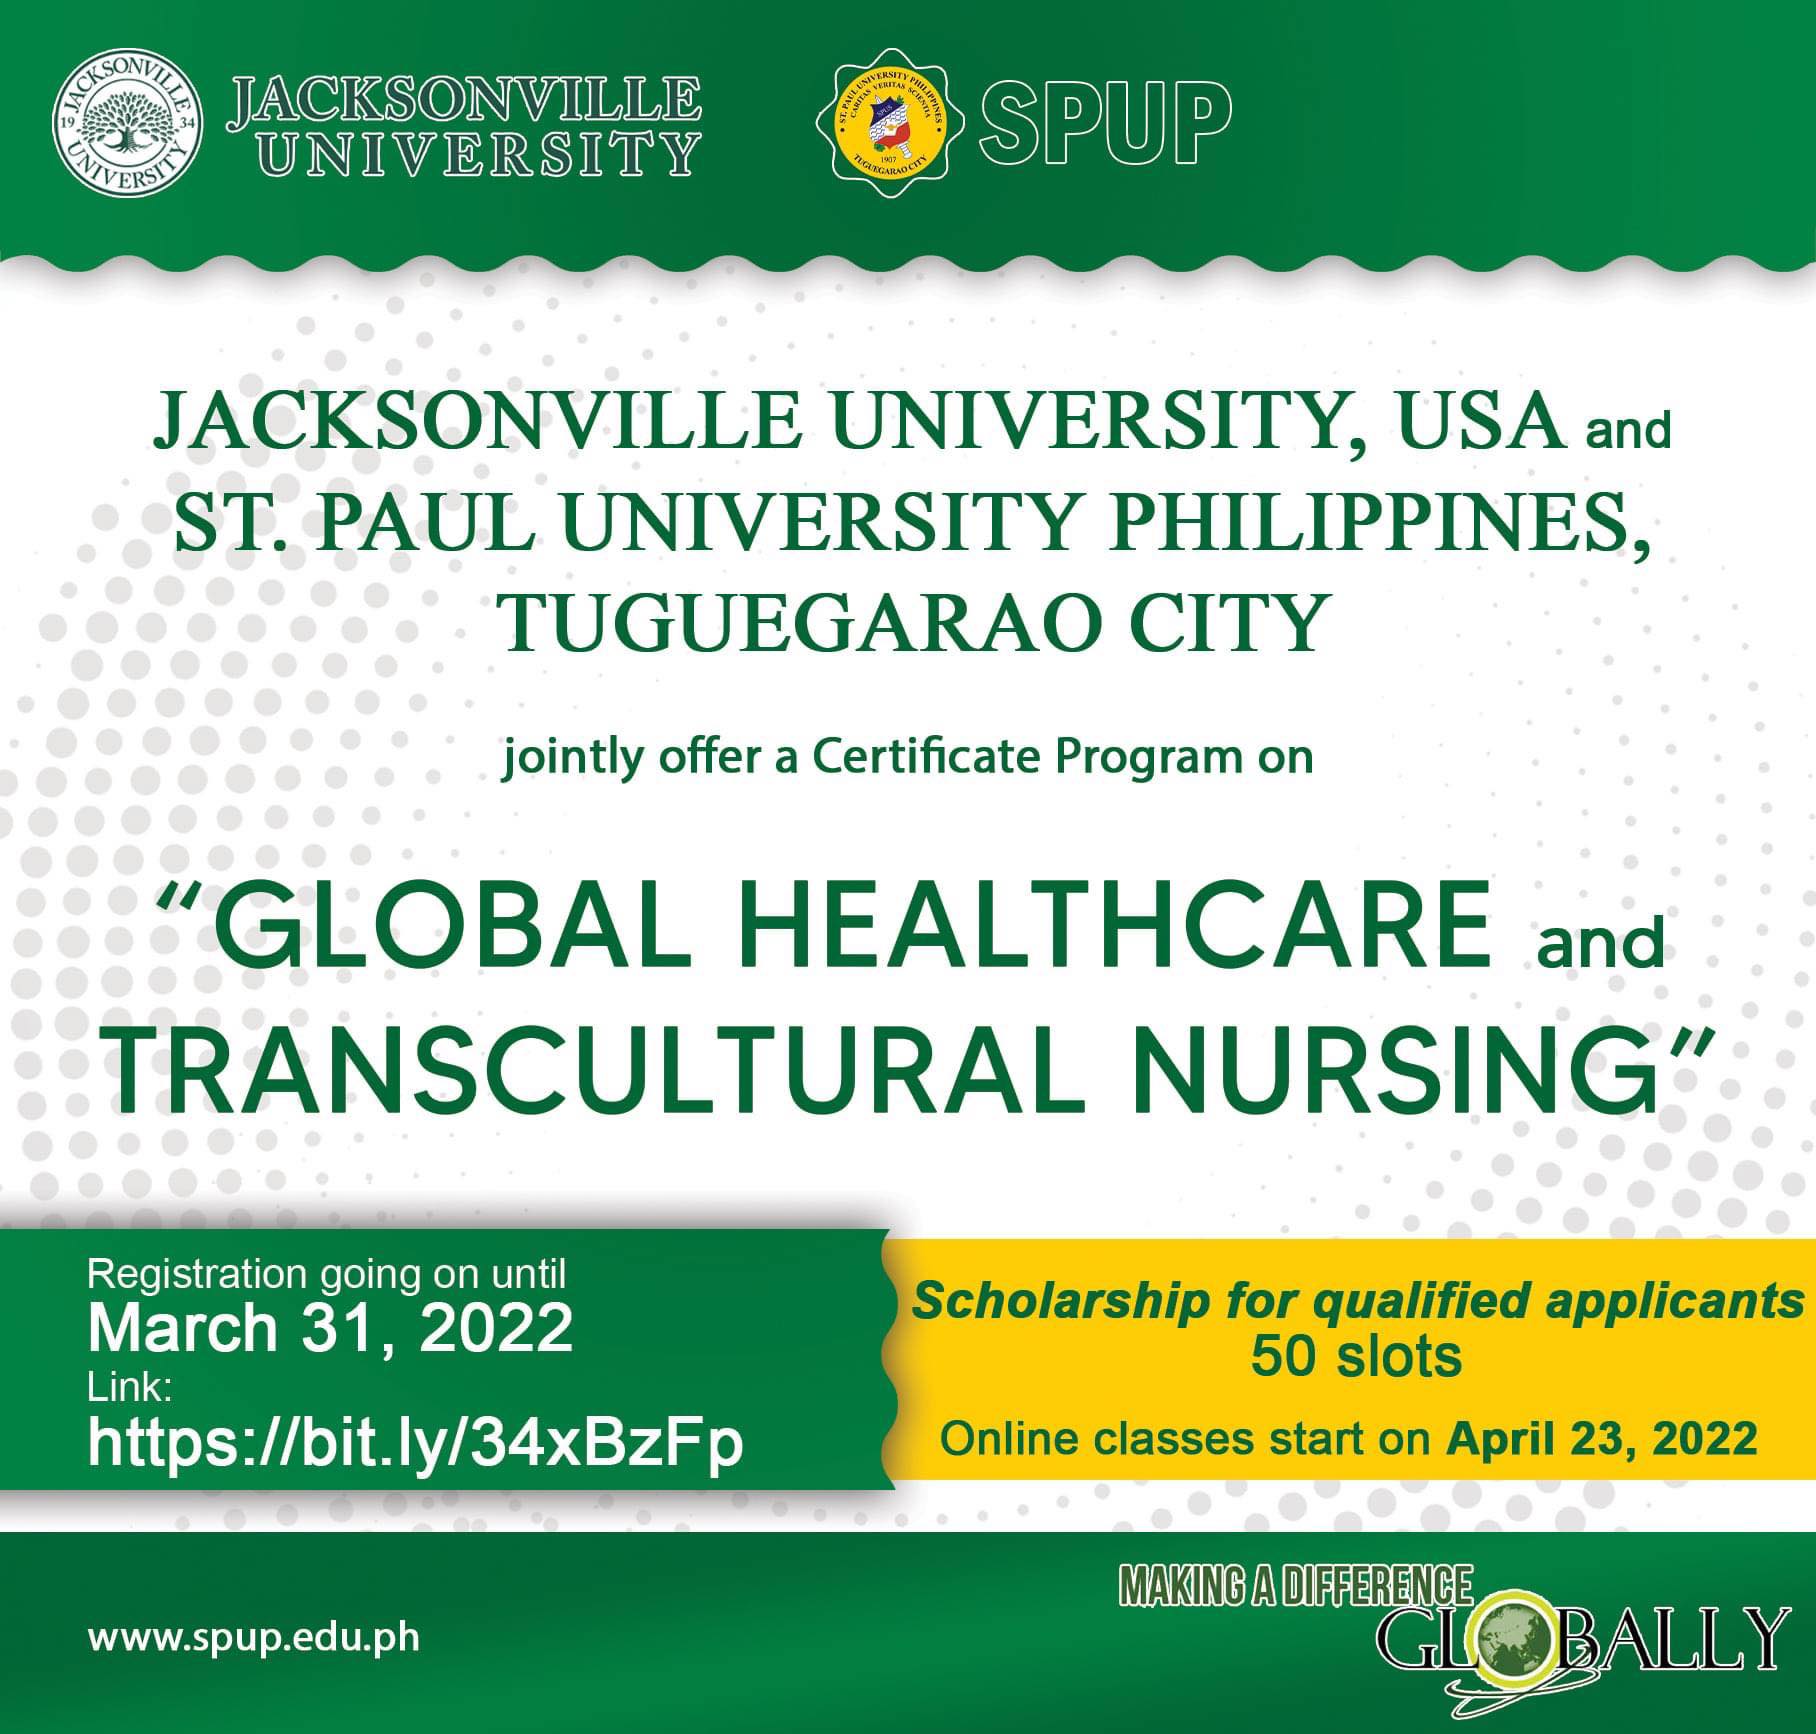 JACKSONVILLE
UNIVERSITY
1934
JACKSONVILLE
UNIVERSITY
ST. PAUL UNIVERSITY PHILIPPINES
CARITAS VERITAS SCIENTIA
SPUS
1907
TUGUEGARAO CITY
SPUP
JACKSONVILLE UNIVERSITY, USA and
ST. PAUL UNIVERSITY PHILIPPINES,
TUGUEGARAO CITY
jointly offer a Certificate Program on
“GLOBAL HEALTHCARE and
TRANSCULTURAL NURSING”
Registration going on until
March 31, 2022
Link:
https://bit.ly/34xBzFp
Scholarship for qualified applicants
50 slots
Online classes start on April 23, 2022
www.spup.edu.ph
MAKING A DIFFERENCE
GLOBALLY